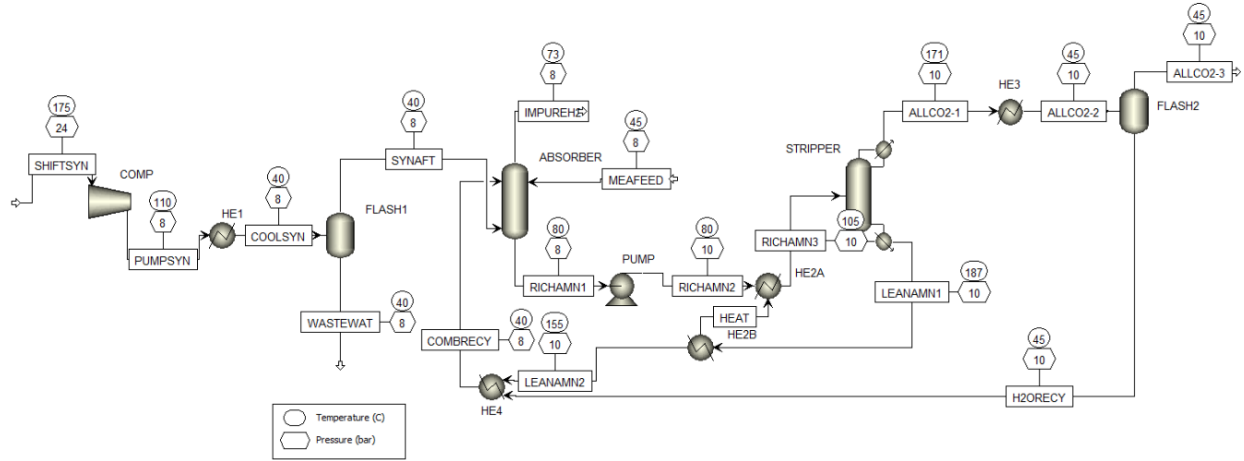 175
24
SHIFTSYN
COMP
110
8
PUMPSYN
HE1
40
8
COOLSYN
FLASH1
40
8
SYNAFT
40
8
WASTEWAT
73
8
IMPUREH2
ABSORBER
45
8
MEAFEED
80
8
RICHAMN1
PUMP
80
10
RICHAMN2
HE2A
HEAT
HE2B
40
8
COMBRECY
155
10
LEANAMN2
HE4
STRIPPER
105
10
RICHAMN3
171
10
ALLCO2-1
HE3
45
10
ALLCO2-2
FLASH2
45
10
ALLCO2-3
187
10
LEANAMN1
45
10
H2ORECY
Temperature (C)
Pressure (bar)